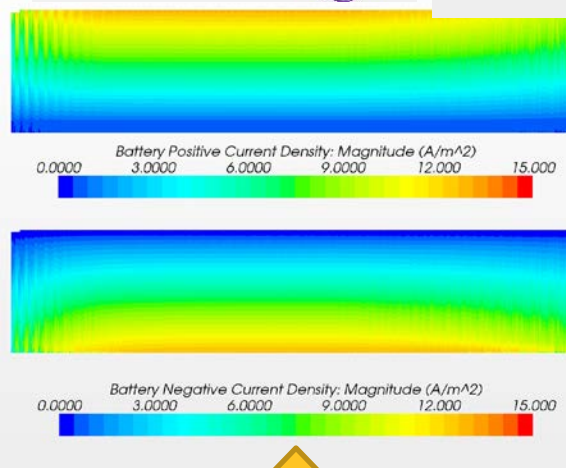 Battery Positive Current Density: Magnitude (A/m^2)
0.0000 3.0000 6.0000 9.0000 12.000 15.000
Battery Negative Current Density: Magnitude (A/m^2)
0.0000 3.0000 6.0000 9.0000 12.000 15.000